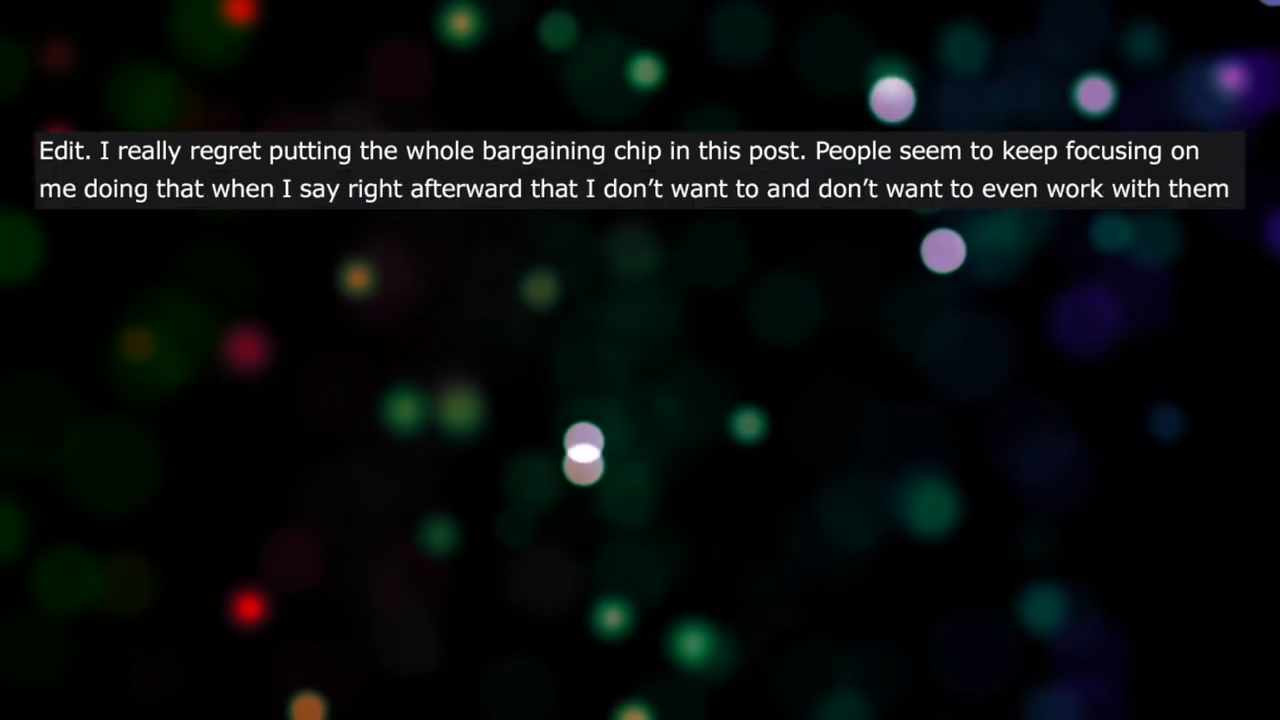 Edit. I really regret putting the whole bargaining chip in this post. People seem to keep focusing on
me doing that when I say right afterward that I don’t want to and don’t want to even work with them